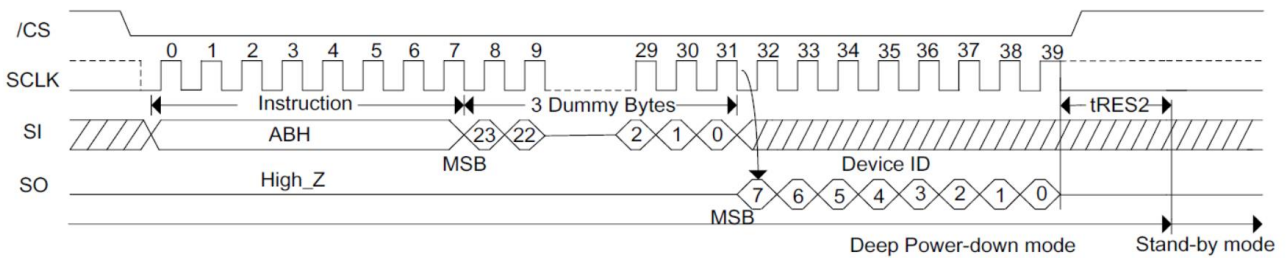 /CS
0 1 2 3 4 5 6 7 8 9 29 30 31 32 33 34 35 36 37 38 39
SCLK
Instruction 3 Dummy Bytes tRES2
SI ABH 23 22 2 1 0
MSB Device ID
SO High_Z 7 6 5 4 3 2 1 0
MSB
Deep Power-down mode Stand-by mode